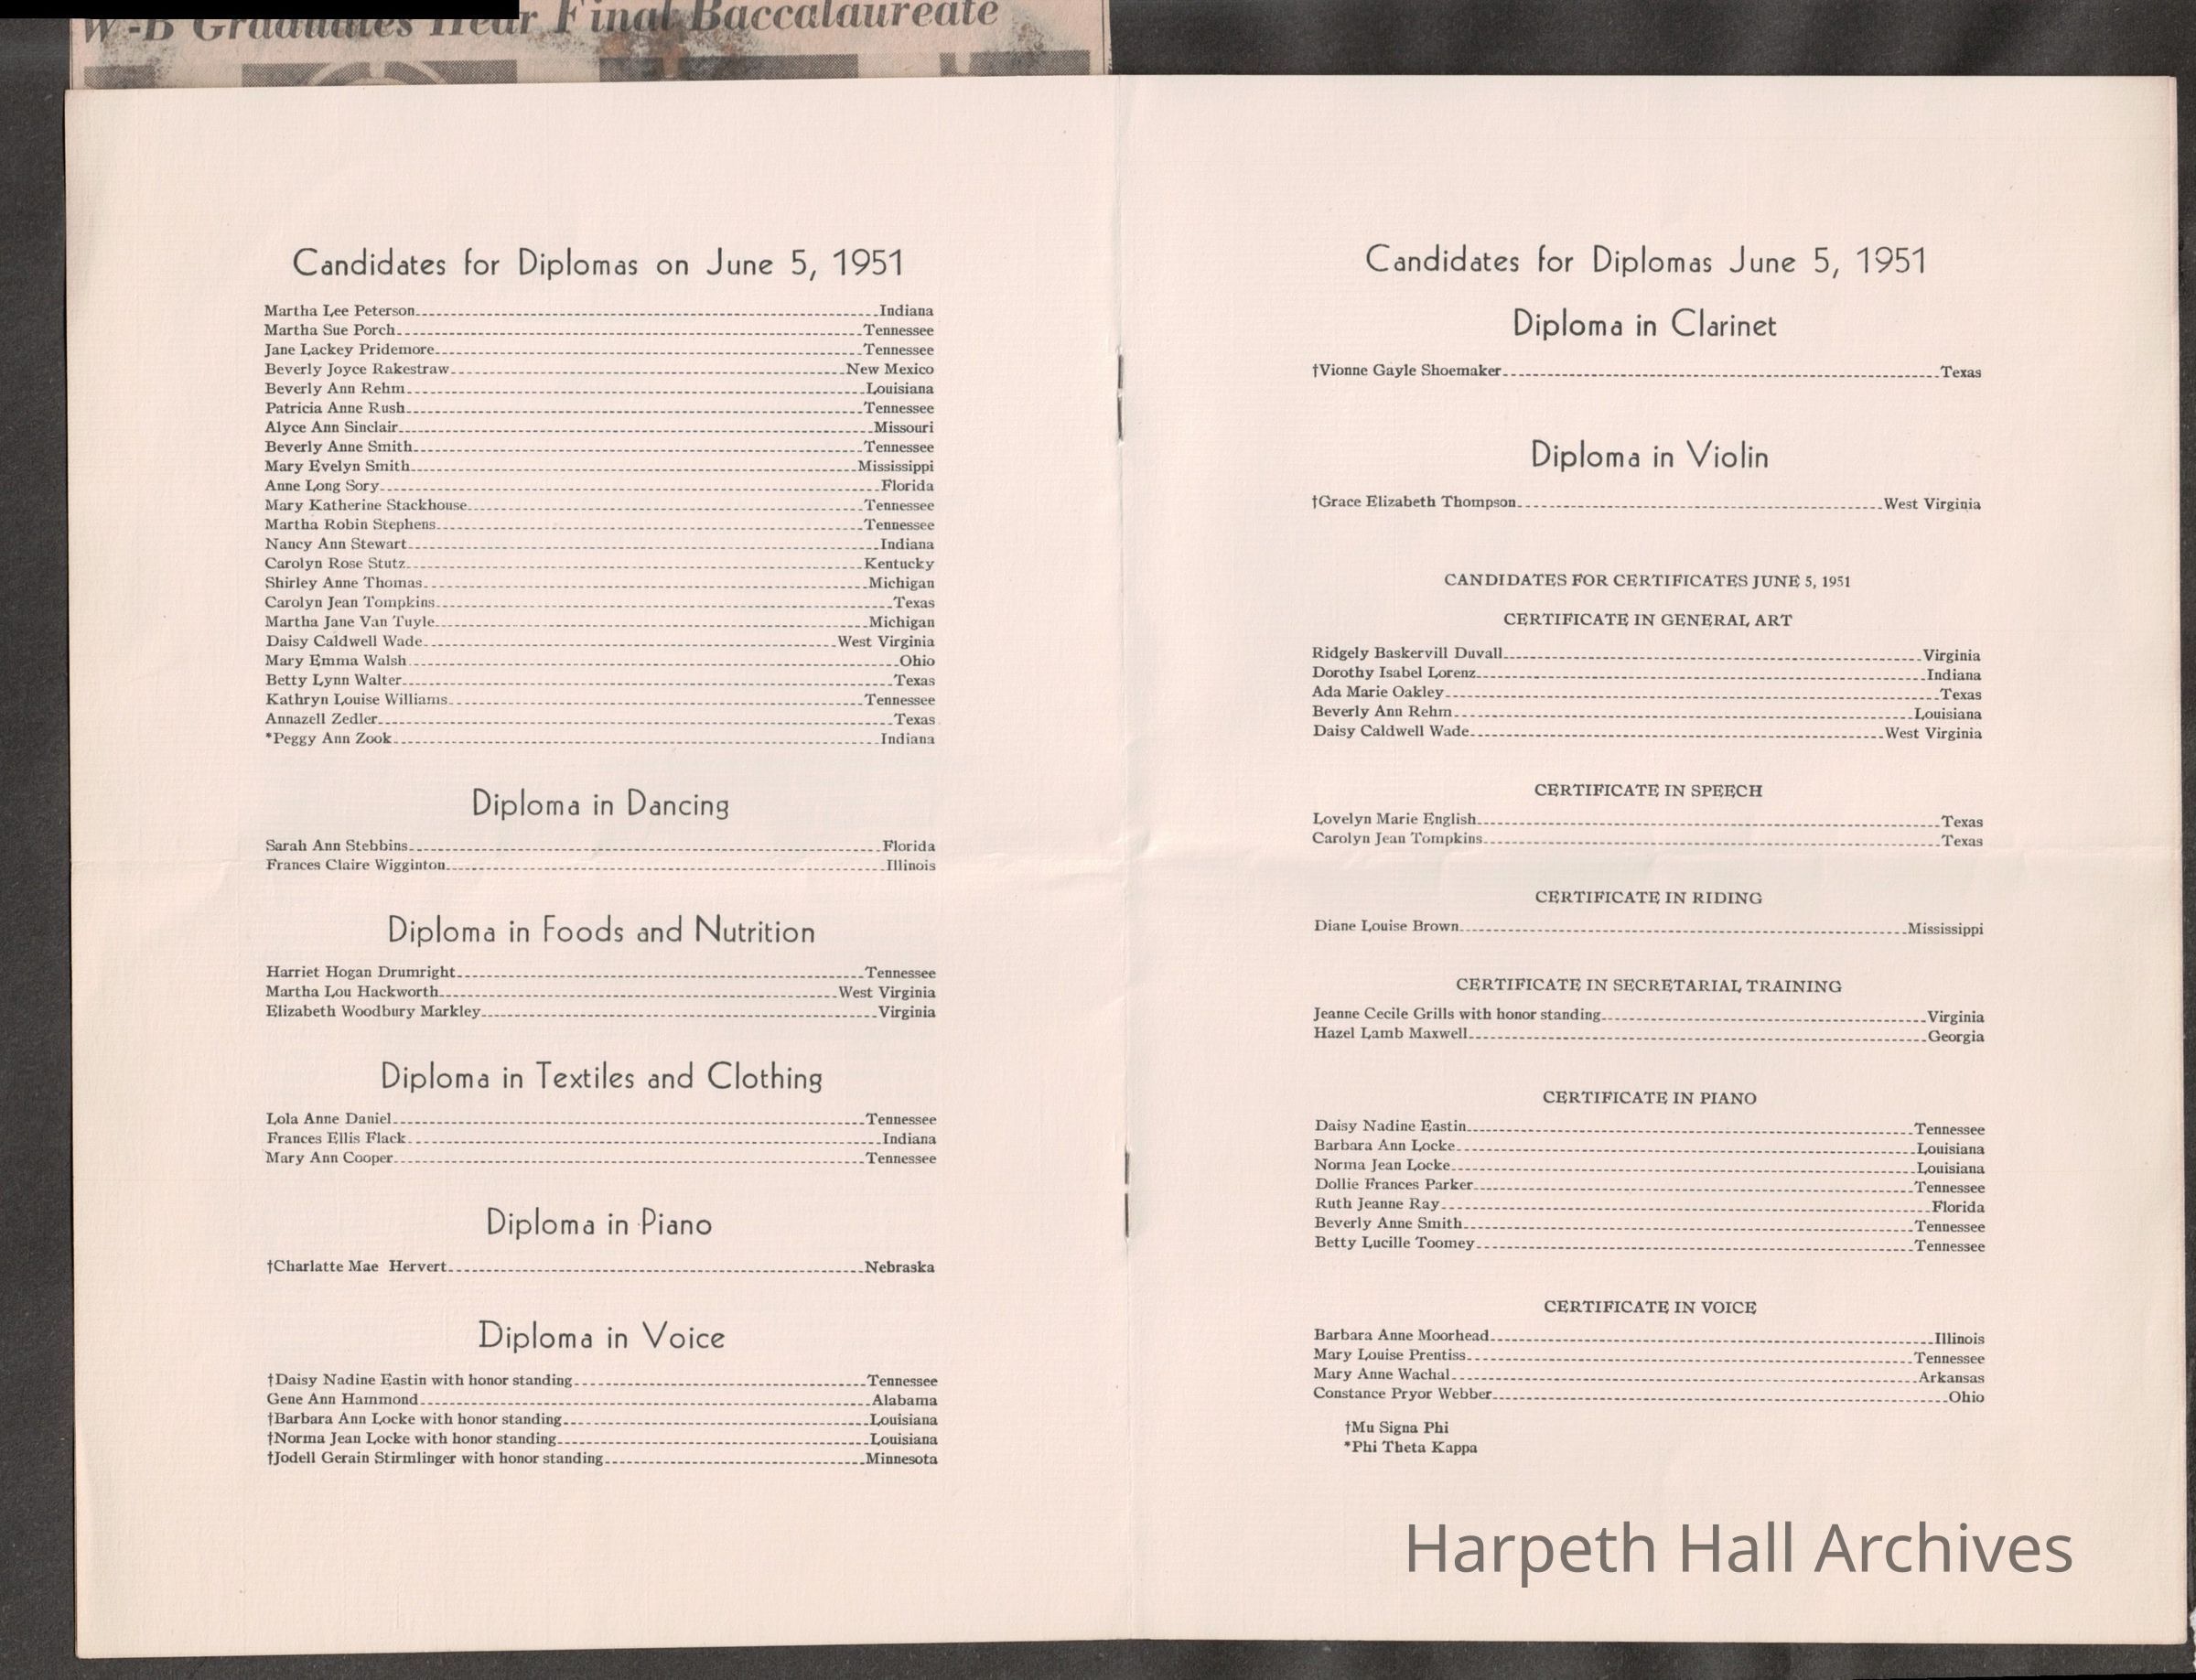 W-B Graduates Hear Final Baccalaureate
Candidates for Diplomas on June 5, 1951
Martha Lee Peterson Indiana
Martha Sue Porch Tennessee
Jane Lackey Pridemore Tennessee
Beverly Joyce Rakestraw New Mexico
Beverly Ann Rehm Louisiana
Patricia Anne Rush Tennessee
Alyce Ann Sinclair Missouri
Beverly Anne Smith Tennessee
Mary Evelyn Smith Mississippi
Anne Long Sory Florida
Mary Katherine Stackhouse Tennessee
Martha Robin Stephens Tennessee
Nancy Ann Stewart Indiana
Carolyn Rose Stutz Kentucky
Shirley Anne Thomas Michigan
Carolyn Jean Tompkins Texas
Martha Jane Van Tuyle Michigan
Daisy Caldwell Wade West Virginia
Mary Emma Walsh Ohio
Betty Lynn Walter Texas
Kathryn Louise Williams Tennessee
Annazell Zedler Texas
*Peggy Ann Zook Indiana
Diploma in Dancing
Sarah Ann Stebbins Florida
Frances Claire Wigginton Illinois
Diploma in Foods and Nutrition
Harriet Hogan Drumright Tennessee
Martha Lou Hackworth West Virginia
Elizabeth Woodbury Markley Virginia
Diploma in Textiles and Clothing
Lola Anne Daniel Tennessee
Frances Ellis Flack Indiana
Mary Ann Cooper Tennessee
Diploma in Piano
†Charlatte Mae Hervert Nebraska
Diploma in Voice
†Daisy Nadine Eastin with honor standing Tennessee
Gene Ann Hammond Alabama
†Barbara Ann Locke with honor standing Louisiana
†Norma Jean Locke with honor standing Louisiana
†Jodell Gerain Stirmlinger with honor standing Minnesota
Candidates for Diplomas June 5, 1951
Diploma in Clarinet
†Vionne Gayle Shoemaker Texas
Diploma in Violin
†Grace Elizabeth Thompson West Virginia
CANDIDATES FOR CERTIFICATES JUNE 5, 1951
CERTIFICATE IN GENERAL ART
Ridgely Baskervill Duvall Virginia
Dorothy Isabel Lorenz Indiana
Ada Marie Oakley Texas
Beverly Ann Rehm Louisiana
Daisy Caldwell Wade West Virginia
CERTIFICATE IN SPEECH
Lovelyn Marie English Texas
Carolyn Jean Tompkins Texas
CERTIFICATE IN RIDING
Diane Louise Brown Mississippi
CERTIFICATE IN SECRETARIAL TRAINING
Jeanne Cecile Grills with honor standing Virginia
Hazel Lamb Maxwell Georgia
CERTIFICATE IN PIANO
Daisy Nadine Eastin Tennessee
Barbara Ann Locke Louisiana
Norma Jean Locke Louisiana
Dollie Frances Parker Tennessee
Ruth Jeanne Ray Florida
Beverly Anne Smith Tennessee
Betty Lucille Toomey Tennessee
CERTIFICATE IN VOICE
Barbara Anne Moorhead Illinois
Mary Louise Prentiss Tennessee
Mary Anne Wachal Arkansas
Constance Pryor Webber Ohio
†Mu Signa Phi
*Phi Theta Kappa
Harpeth Hall Archives